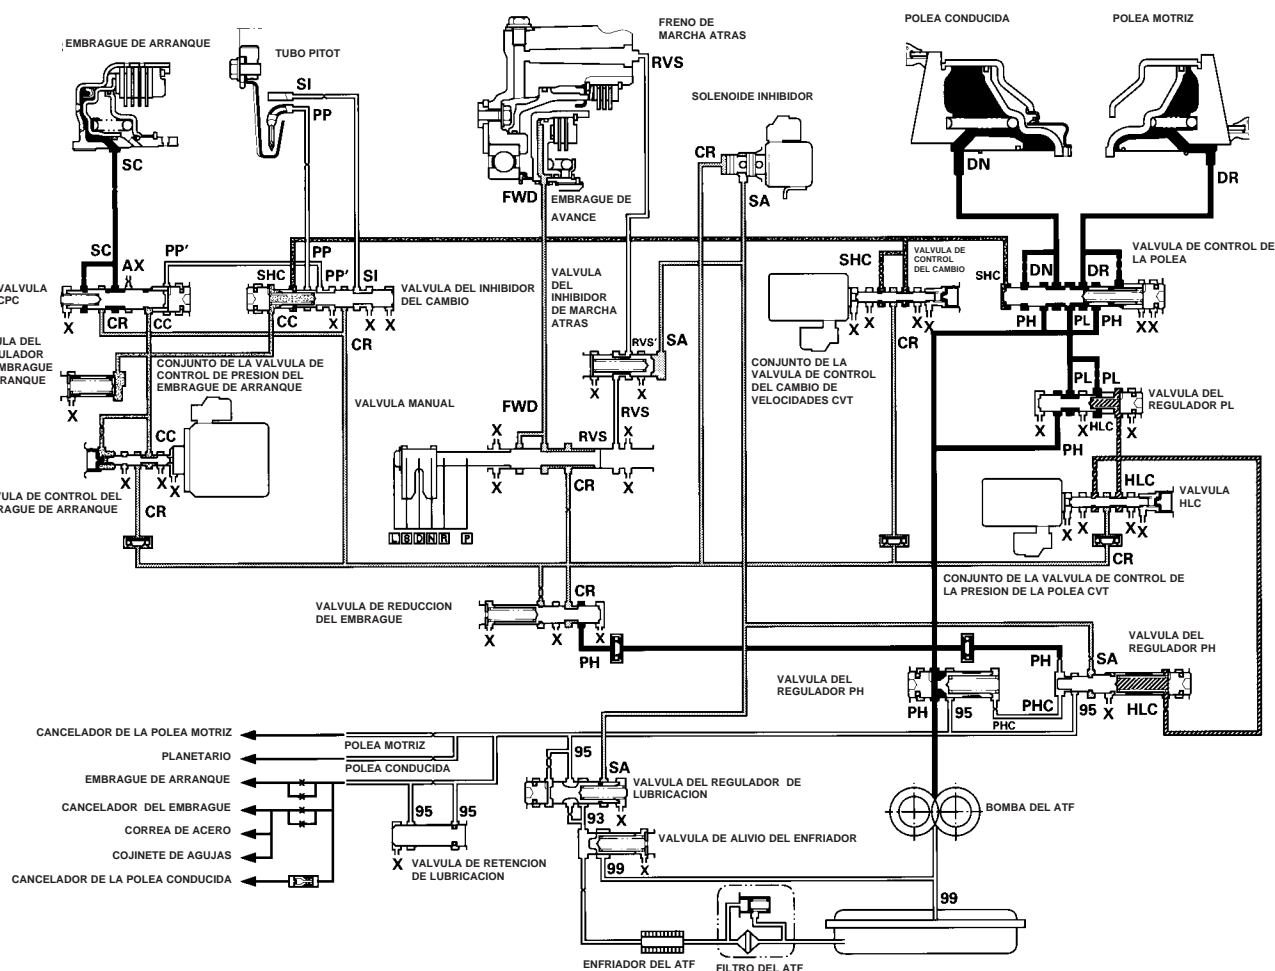 POLEA CONDUCIDA
POLEA MOTRIZ
FRENO DE
MARCHA ATRAS
EMBRAGUE DE ARRANQUE
TUBO PITOT
RVS
SI
PP
SOLENOIDE INHIBIDOR
CR
SC
DN
DR
FWD
EMBRAGUE DE
AVANCE
SA
SC
PP'
PP
AX
SHC
PP'
SI
VALVULA
CPC
VALVULA DEL INHIBIDOR
DEL CAMBIO
VALVULA
DEL
INHIBIDOR
DE MARCHA
ATRAS
SHC
VALVULA DE
CONTROL
DEL CAMBIO
SHC
DN
DR
VALVULA DE CONTROL DE
LA POLEA
X
CR
CC
CC
X
X
X
CR
X
X
X
X
CR
PH
PL
PH
X X
RVS'
SA
CONJUNTO DE LA VALVULA DE
CONTROL DE PRESION DEL
EMBRAGUE DE ARRANQUE
X
X
X
CONJUNTO DE LA
VALVULA DE CONTROL
DEL CAMBIO DE
VELOCIDADES CVT
PL
PL
VALVULA DEL
REGULADOR PL
VALVULA MANUAL
FWD
RVS
RVS
X
X
X
X
X
X
HLC
PH
CC
X
X
X
CR
X
X
HLC
VALVULA
HLC
X
X
X
X
CR
CR
L S D N R P
CONJUNTO DE LA VALVULA DE CONTROL DE
LA PRESION DE LA POLEA CVT
VALVULA DE REDUCCION
DEL EMBRAGUE
CR
X
X
X
PH
VALVULA DEL
REGULADOR PH
PH
SA
VALVULA DEL
REGULADOR PH
PH
95
PHC
PHC
95
X
HLC
CANCELADOR DE LA POLEA MOTRIZ
POLEA MOTRIZ
PLANETARIO
POLEA CONDUCIDA
EMBRAGUE DE ARRANQUE
CANCELADOR DEL EMBRAGUE
CORREA DE ACERO
COJINETE DE AGUJAS
CANCELADOR DE LA POLEA CONDUCIDA
95
95
X
VALVULA DE RETENCION
DE LUBRICACION
95
SA
VALVULA DEL REGULADOR DE
LUBRICACION
93
X
VALVULA DE ALIVIO DEL ENFRIADOR
99
X
BOMBA DEL ATF
99
ENFRIADOR DEL ATF
FILTRO DEL ATF